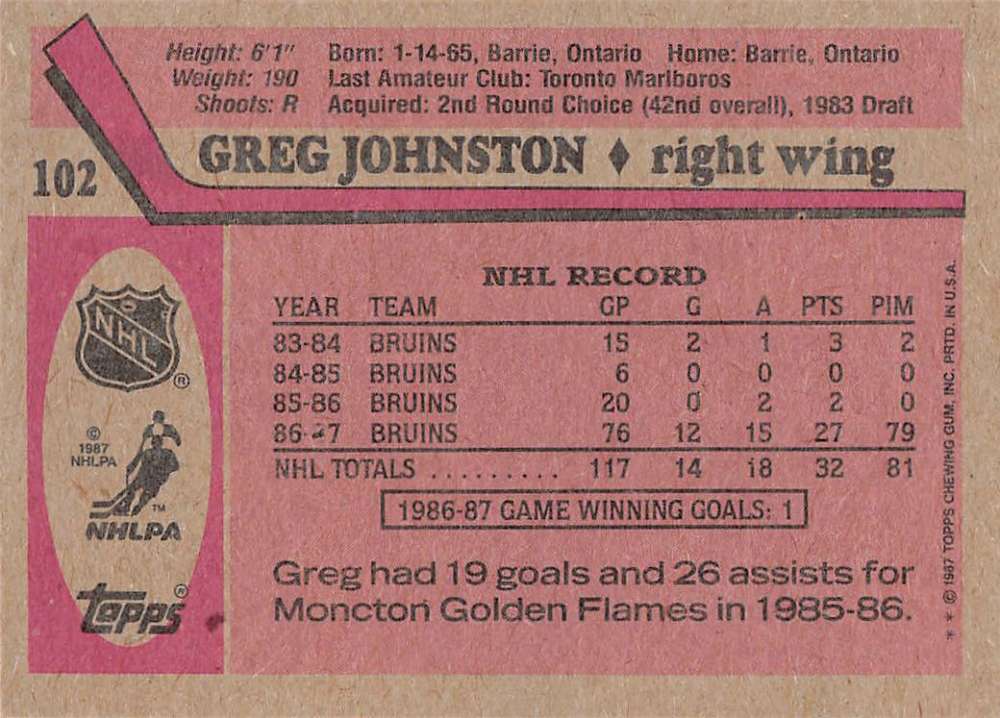 Height: 6'1" Born: 1-14-65, Barrie, Ontario Home: Barrie, Ontario
Weight: 190 Last Amateur Club: Toronto Marlboros
Shoots: R Acquired: 2nd Round Choice (42nd overall), 1983 Draft
102 GREG JOHNSTON ♦ right wing
NHL RECORD
YEAR TEAM GP G A PTS PIM
83-84 BRUINS 15 2 1 3 2
84-85 BRUINS 6 0 0 0 0
85-86 BRUINS 20 0 2 2 0
86-87 BRUINS 76 12 15 27 79
NHL TOTALS .......... 117 14 18 32 81
1986-87 GAME WINNING GOALS: 1
Greg had 19 goals and 26 assists for
Moncton Golden Flames in 1985-86.
NHL ®
©
1987
NHLPA
TM
NHLPA
topps ®
* * © 1987 TOPPS CHEWING GUM, INC. PRTD. IN U.S.A.